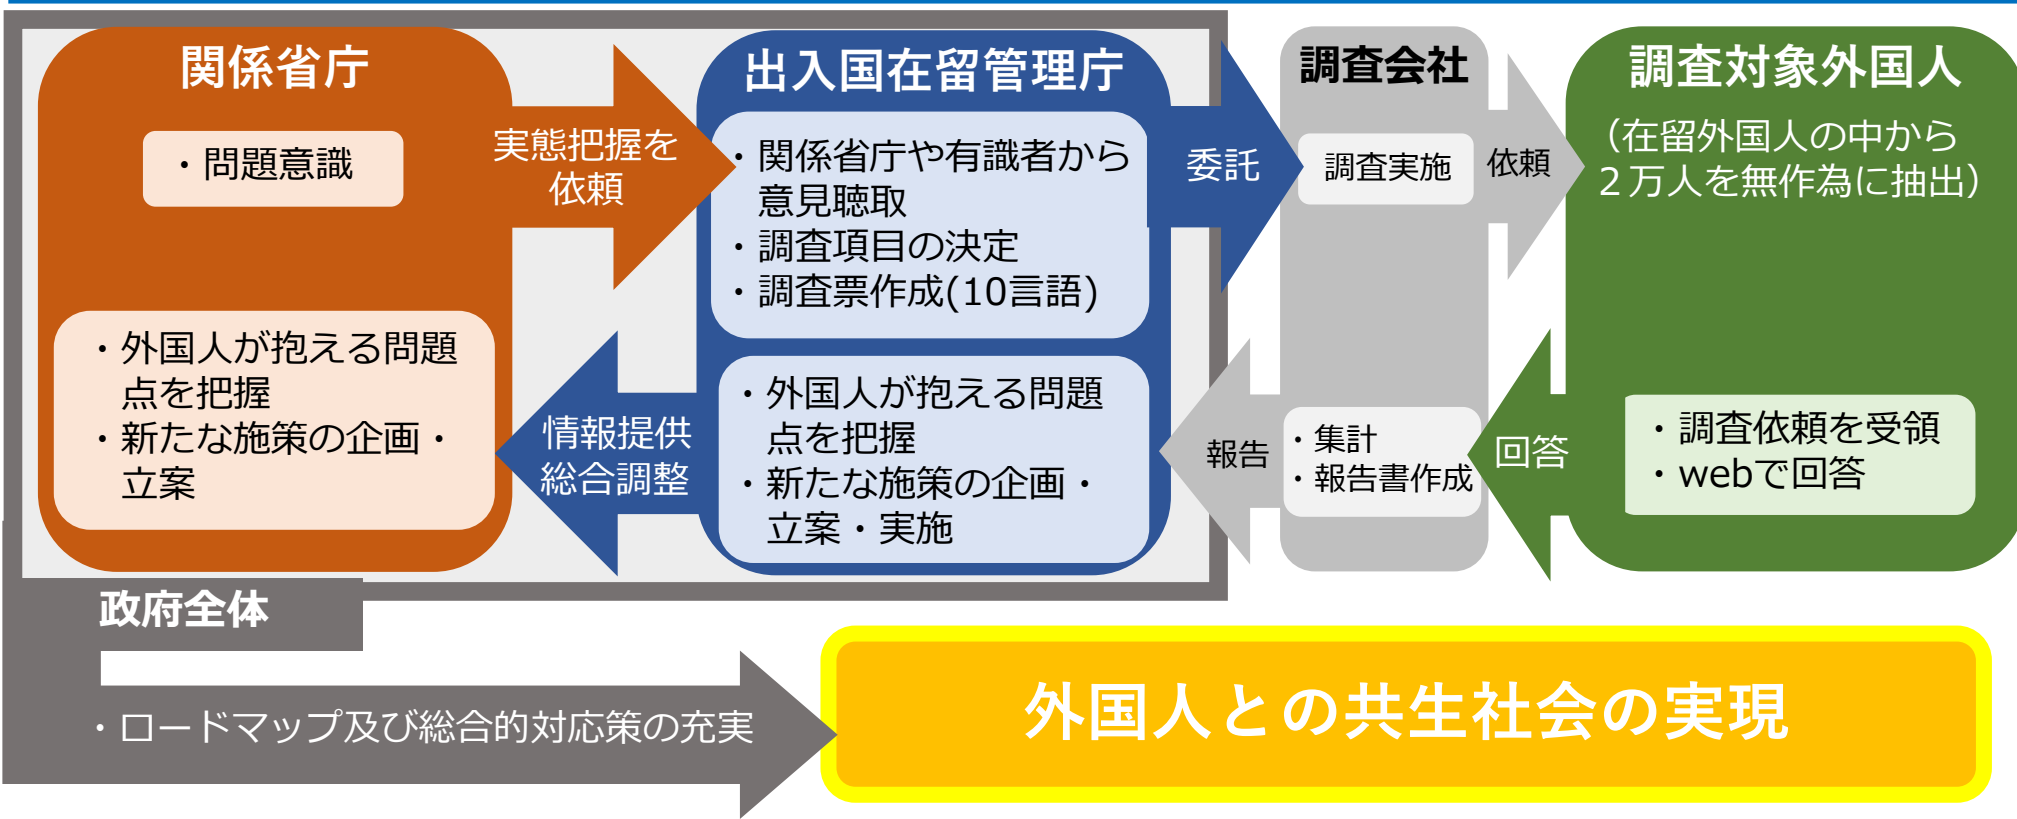 関係省庁
・問題意識
実態把握を
依頼
出入国在留管理庁
・関係省庁や有識者から
意見聴取
・調査項目の決定
・調査票作成(10言語)
委託
調査会社
調査実施
依頼
調査対象外国人
（在留外国人の中から
２万人を無作為に抽出）
・調査依頼を受領
・webで回答
回答
・集計
・報告書作成
報告
・外国人が抱える問題
点を把握
・新たな施策の企画・
立案・実施
情報提供
総合調整
・外国人が抱える問題
点を把握
・新たな施策の企画・
立案
政府全体
・ロードマップ及び総合的対応策の充実
外国人との共生社会の実現